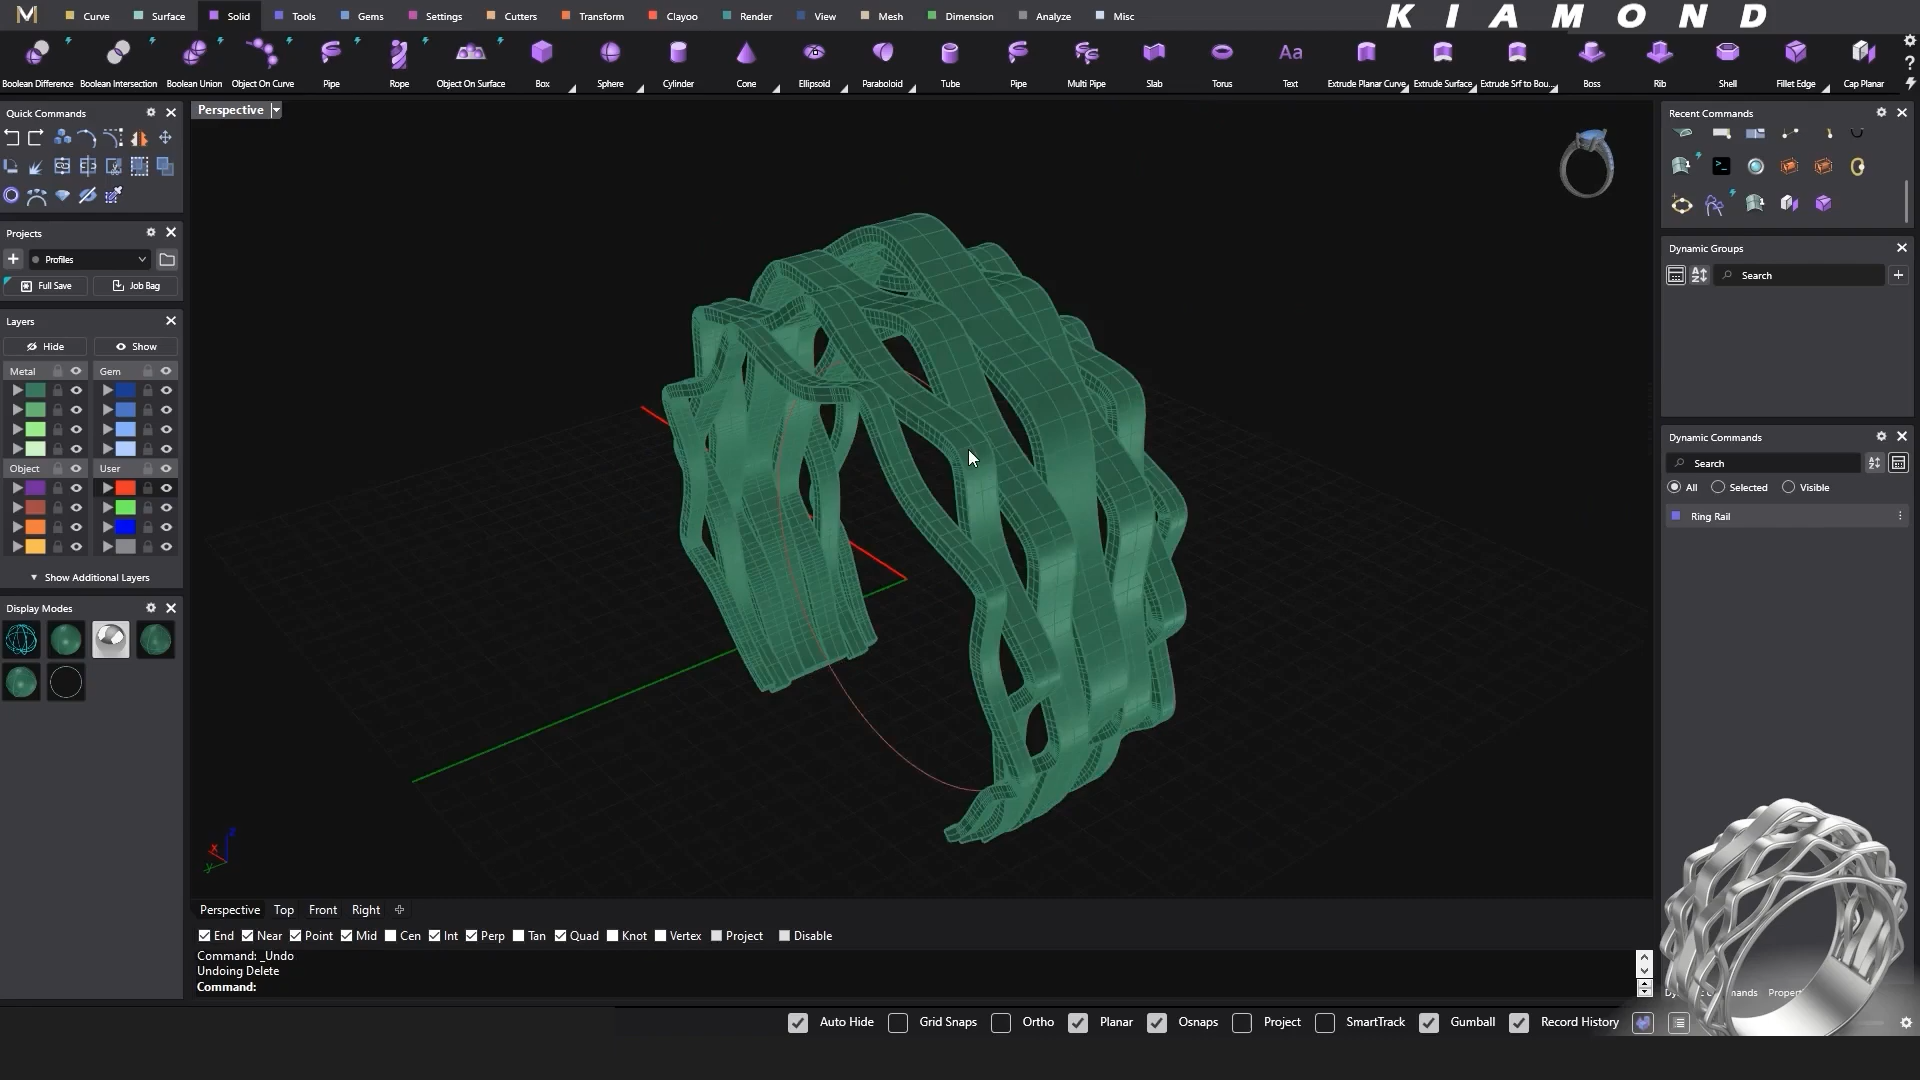 Curve Surface Solid Tools Gems Settings Cutters Transform Clayoo Render View Mesh Dimension Analyze Misc KIAMOND
Aa
Boolean Difference Boolean Intersection Boolean Union Object On Curve Pipe Rope Object On Surface Box Sphere Cylinder Cone Ellipsoid Paraboloid Tube Pipe Multi Pipe Slab Torus Text Extrude Planar Curve Extrude Surface Extrude Srf to Bou... Boss Rib Shell Fillet Edge Cap Planar
Quick Commands
Projects
Profiles
Full Save Job Bag
Layers
Hide Show
Metal Gem
Object User
Show Additional Layers
Display Modes
Perspective
z
x
y
Perspective Top Front Right
End Near Point Mid Cen Int Perp Tan Quad Knot Vertex Project Disable
Command: _Undo
Undoing Delete
Command:
Auto Hide Grid Snaps Ortho Planar Osnaps Project SmartTrack Gumball Record History
Recent Commands
Dynamic Groups
Search
Dynamic Commands
Search
All Selected Visible
Ring Rail